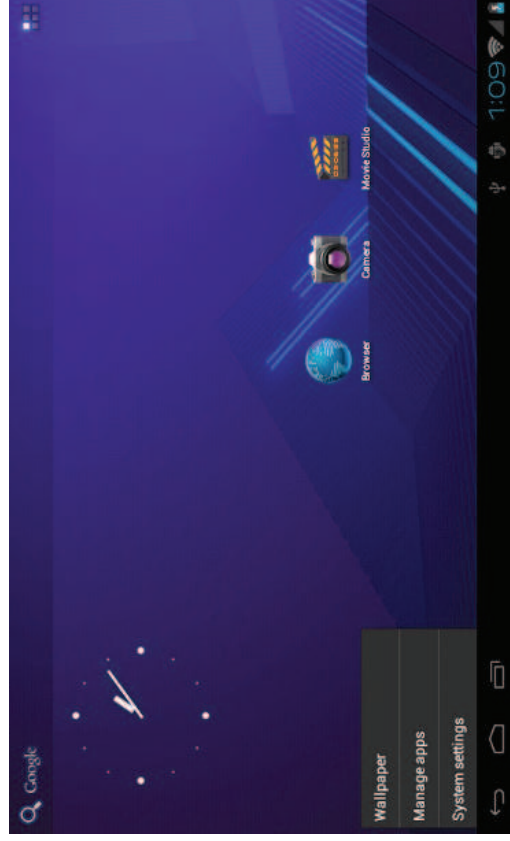 Google
Browser
Camera
Movie Studio
Wallpaper
Manage apps
System settings
1:09